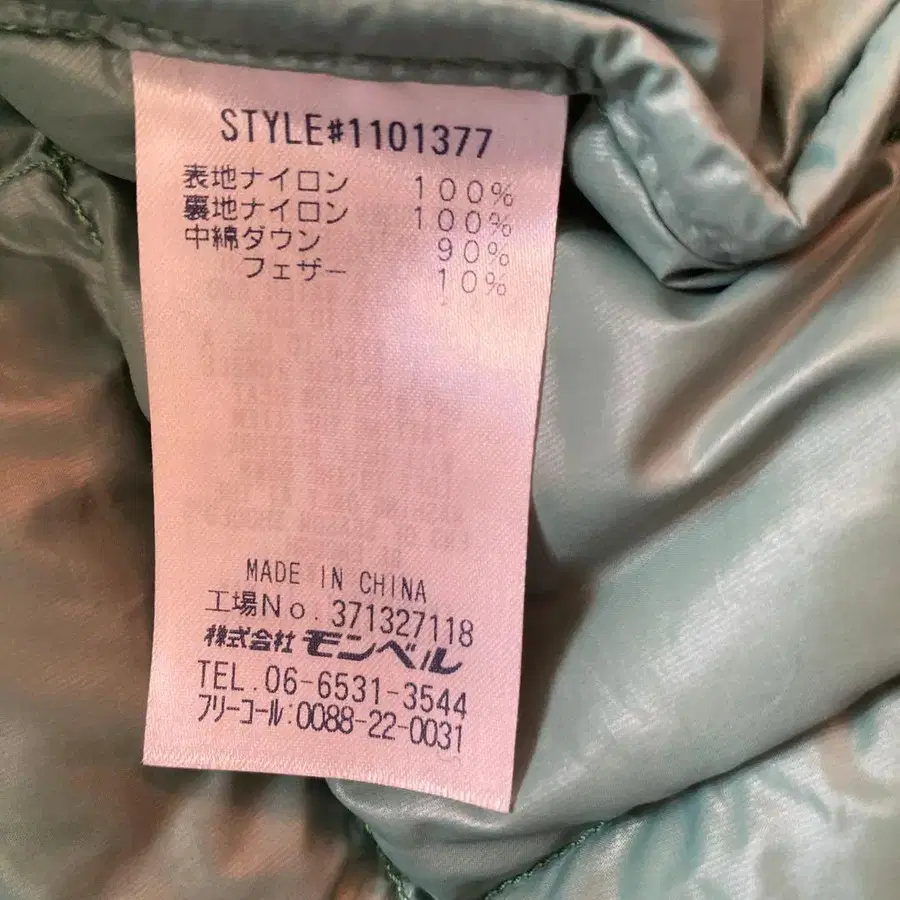 STYLE#1101377
表地ナイロン 100%
裏地ナイロン 100%
中綿ダウン 90%
フェザー 10%
MADE IN CHINA
工場No. 371327118
株式会社 モンベル
TEL. 06-6531-3544
フリーコール:0088-22-0031